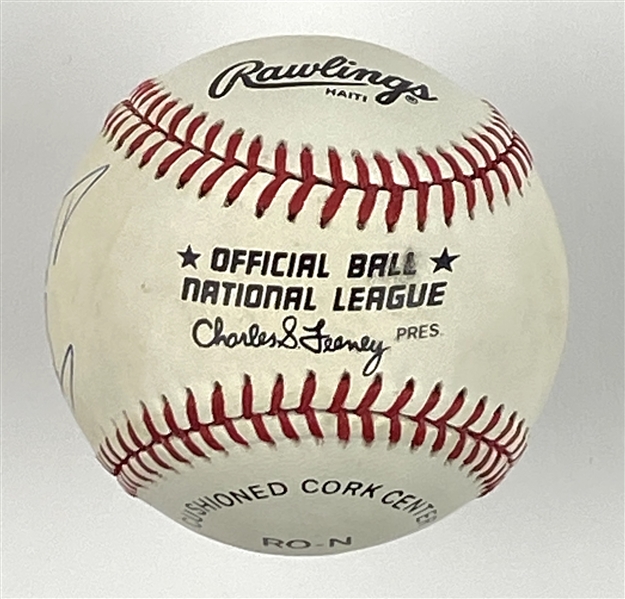 Rawlings
HAITI ®
★ OFFICIAL BALL ★
NATIONAL LEAGUE
Charles S. Feeney PRES.
CUSHIONED CORK CENTER
RO-N